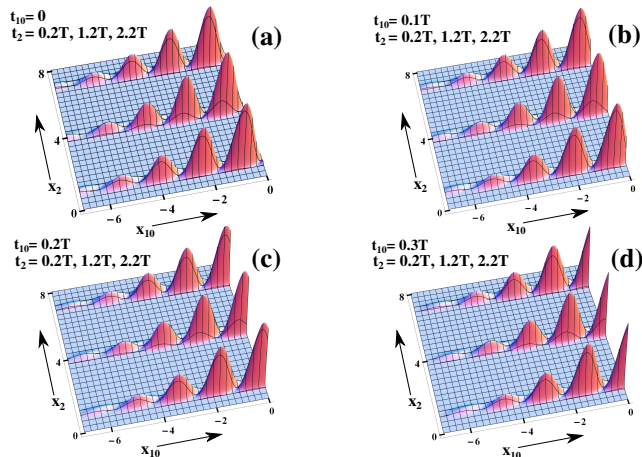 t10= 0
t2 = 0.2T, 1.2T, 2.2T
(a)
8
4
x2
0
−6
−4
−2
0
x10
t10= 0.1T
t2 = 0.2T, 1.2T, 2.2T
(b)
8
4
x2
0
−6
−4
−2
0
x10
t10= 0.2T
t2 = 0.2T, 1.2T, 2.2T
(c)
8
4
x2
0
−6
−4
−2
0
x10
t10= 0.3T
t2 = 0.2T, 1.2T, 2.2T
(d)
8
4
x2
0
−6
−4
−2
0
x10